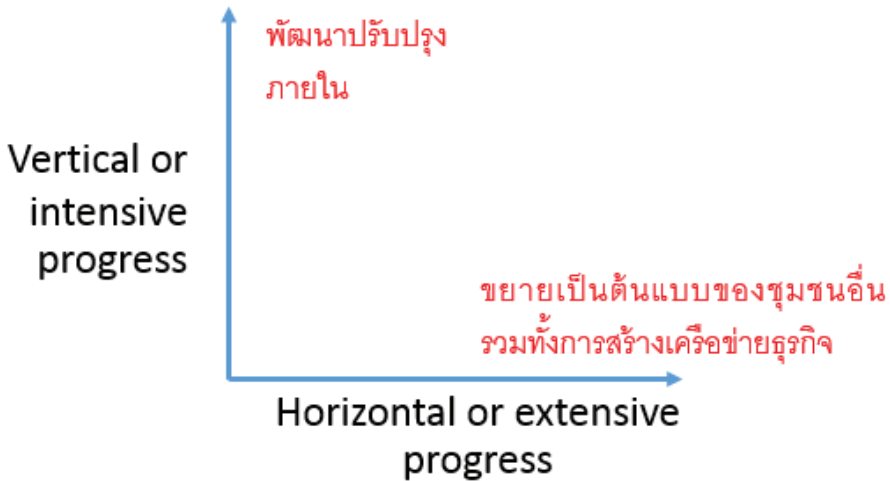 พัฒนาปรับปรุง
ภายใน
Vertical or
intensive
progress
ขยายเป็นต้นแบบของชุมชนอื่น
รวมทั้งการสร้างเครือข่ายธุรกิจ
Horizontal or extensive
progress